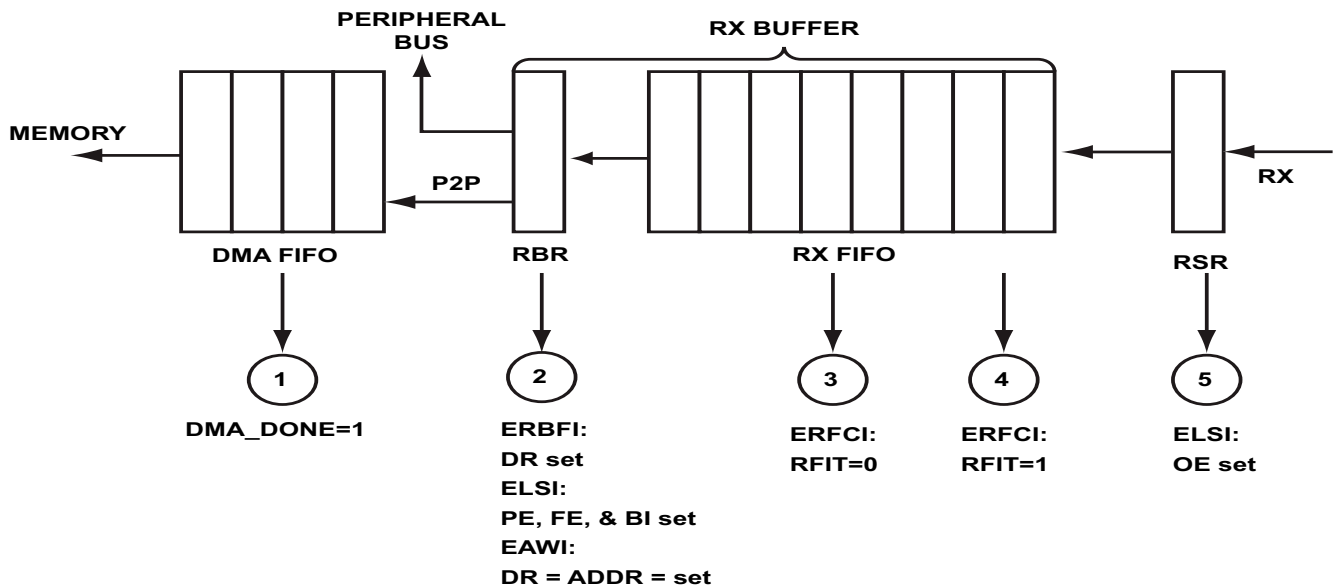 PERIPHERAL
BUS
RX BUFFER
MEMORY
P2P
RX
DMA FIFO
RBR
RX FIFO
RSR
1
2
3
4
5
DMA_DONE=1
ERBFI:
DR set
ELSI:
PE, FE, & BI set
EAWI:
DR = ADDR = set
ERFCI:
RFIT=0
ERFCI:
RFIT=1
ELSI:
OE set